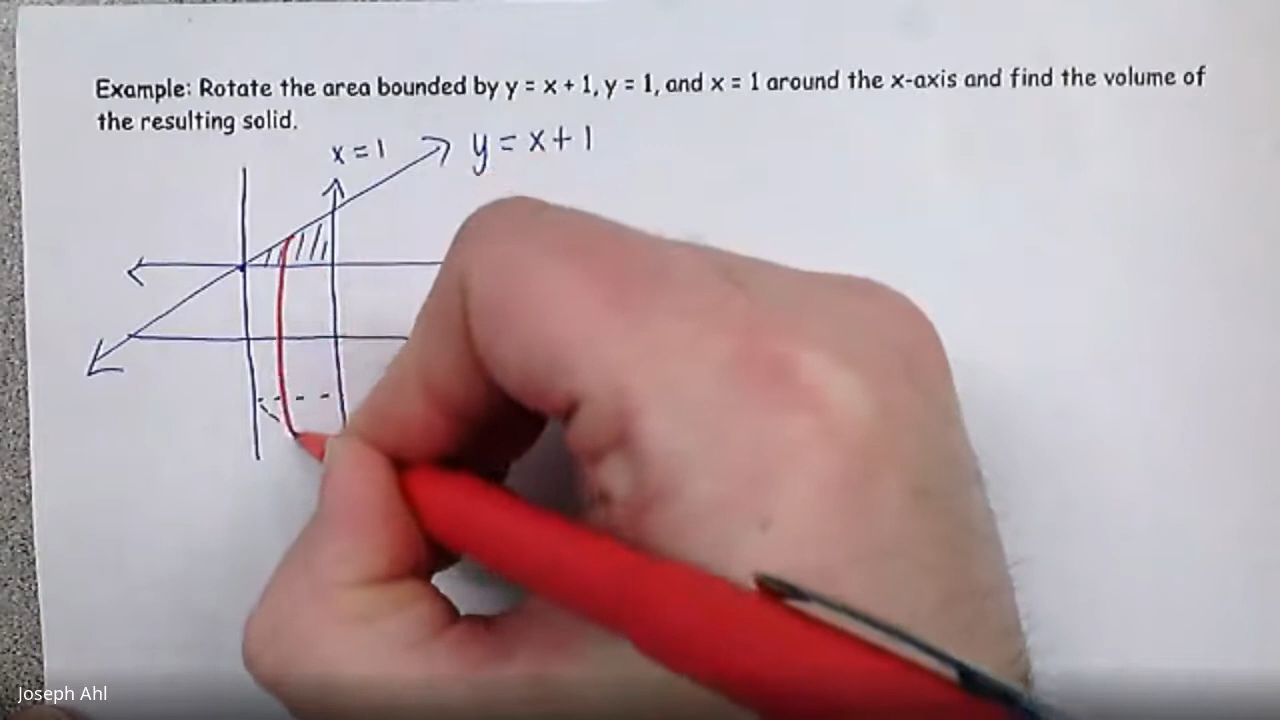 Example: Rotate the area bounded by y = x + 1, y = 1, and x = 1 around the x-axis and find the volume of
the resulting solid.
x = 1
y = x + 1
Joseph Ahl